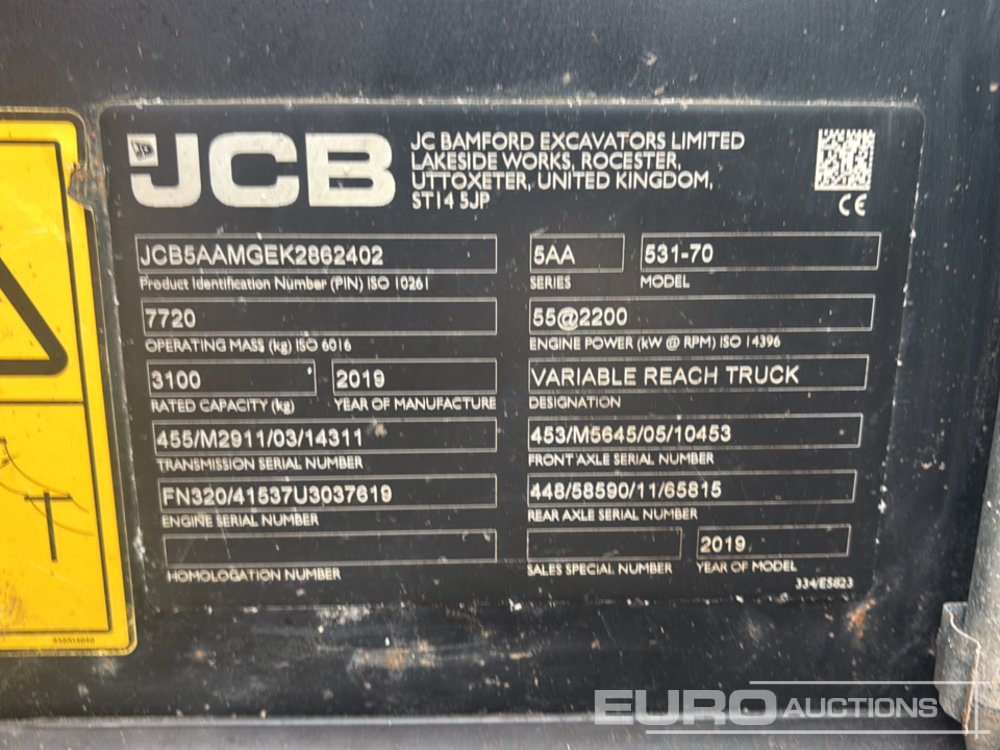 JCB
JC BAMFORD EXCAVATORS LIMITED
LAKESIDE WORKS, ROCESTER,
UTTOXETER, UNITED KINGDOM,
ST14 5JP
CE
JCB5AAMGEK2862402
Product Identification Number (PIN) ISO 10261
5AA
SERIES
531-70
MODEL
7720
OPERATING MASS (kg) ISO 6016
55@2200
ENGINE POWER (kW @ RPM) ISO 14396
3100
RATED CAPACITY (kg)
2019
YEAR OF MANUFACTURE
VARIABLE REACH TRUCK
DESIGNATION
455/M2911/03/14311
TRANSMISSION SERIAL NUMBER
453/M5645/05/10453
FRONT AXLE SERIAL NUMBER
FN320/41537U3037619
ENGINE SERIAL NUMBER
448/58590/11/65815
REAR AXLE SERIAL NUMBER
HOMOLOGATION NUMBER
SALES SPECIAL NUMBER
2019
YEAR OF MODEL
334/E5823
EURO AUCTIONS